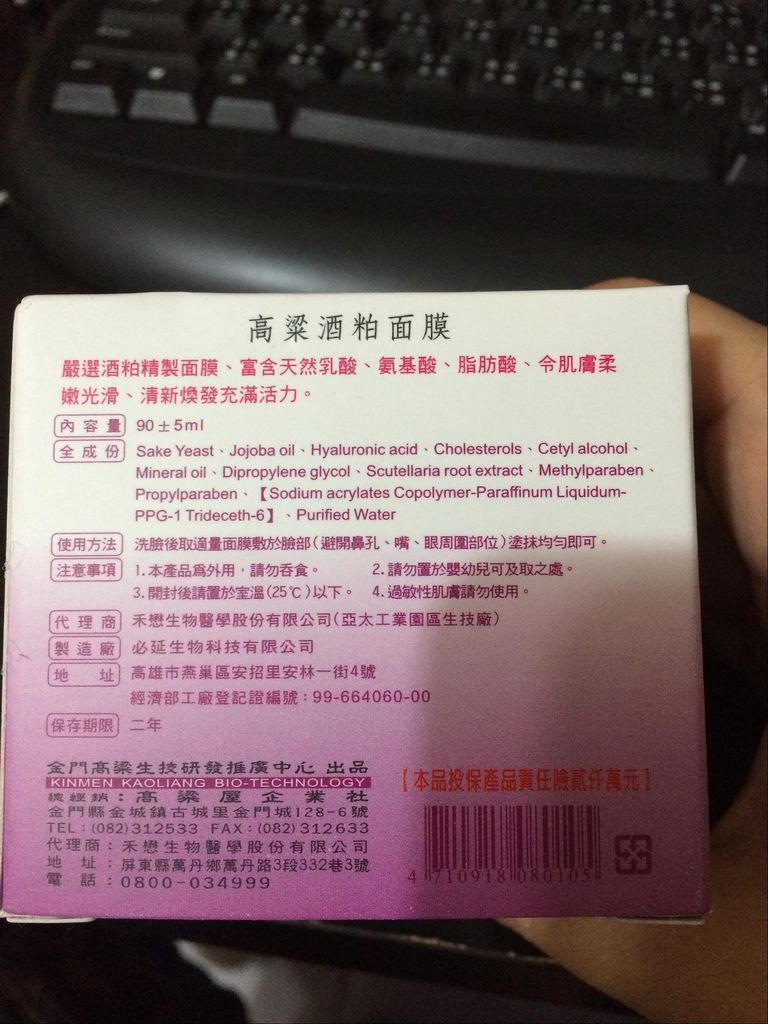 高粱酒粕面膜
嚴選酒粕精製面膜、富含天然乳酸、氨基酸、脂肪酸、令肌膚柔
嫩光滑、清新煥發充滿活力。
內容量 90±5ml
全成份 Sake Yeast、Jojoba oil、Hyaluronic acid、Cholesterols、Cetyl alcohol、
Mineral oil、Dipropylene glycol、Scutellaria root extract、Methylparaben、
Propylparaben、【Sodium acrylates Copolymer-Paraffinum Liquidum-
PPG-1 Trideceth-6】、Purified Water
使用方法 洗臉後取適量面膜敷於臉部(避開鼻孔、嘴、眼周圍部位)塗抹均勻即可。
注意事項 1.本產品為外用，請勿吞食。 2.請勿置於嬰幼兒可及取之處。
3.開封後請置於室溫(25℃)以下。 4.過敏性肌膚請勿使用。
代理商 禾懋生物醫學股份有限公司(亞太工業園區生技廠)
製造廠 必延生物科技有限公司
地址 高雄市燕巢區安招里安林一街4號
經濟部工廠登記證編號：99-664060-00
保存期限 二年
金門高粱生技研發推廣中心 出品
KINMEN KAOLIANG BIO-TECHNOLOGY
總經銷：高粱屋企業社
金門縣金城鎮古城里金門城128-6號
TEL：(082)312533 FAX：(082)312633
代理商：禾懋生物醫學股份有限公司
地址：屏東縣萬丹鄉萬丹路3段332巷3號
電話：0800-034999
【本品投保產品責任險貳仟萬元】
4 710918 080105